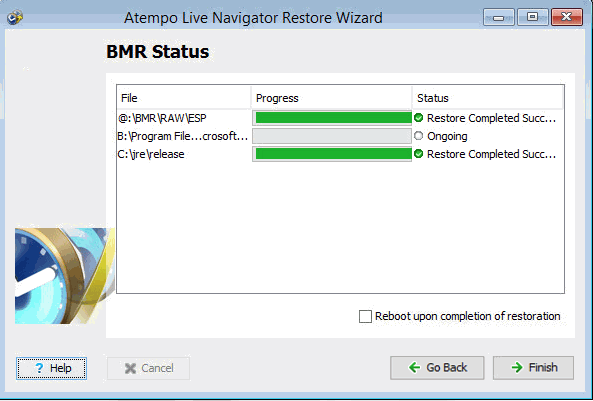 Atempo Live Navigator Restore Wizard
BMR Status
File Progress Status
@:\BMR\RAW\ESP Restore Completed Succ...
B:\Program File...crosoft... Ongoing
C:\jre\release Restore Completed Succ...
Reboot upon completion of restoration
? Help Cancel Go Back Finish